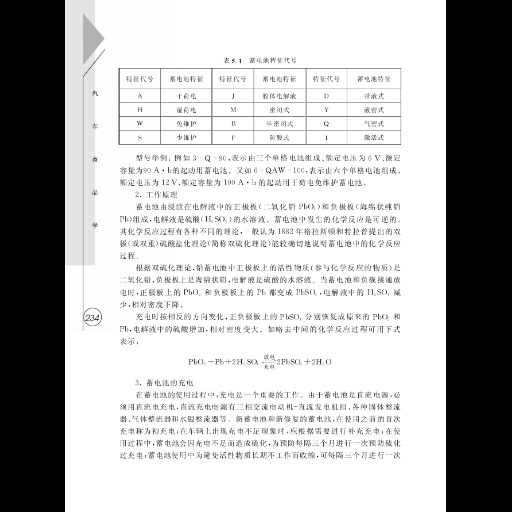 表 5.1 蓄电池特征代号
特征代号 蓄电池特征 特征代号 蓄电池特征 特征代号 蓄电池特征
A 干荷电 J 胶体电解液 D 带液式
H 湿荷电 M 密闭式 Y 液密式
W 免维护 B 半密闭式 Q 气密式
S 少维护 F 防酸式 I 激活式
型号举例,例如 3-Q-90,表示由三个单格电池组成、额定电压为 6 V、额定
容量为90 A·h的起动用蓄电池。又如 6-QAW-100,表示由六个单格电池组成、
额定电压为 12 V,额定容量为 100 A·h的起动用干荷电免维护蓄电池。
2. 工作原理
蓄电池由浸渍在电解液中的正极板(二氧化铅 PbO₂)和负极板(海绵状纯铅
Pb)组成,电解液是硫酸(H₂SO₄)的水溶液。蓄电池中发生的化学反应是可逆的。
其化学反应过程有各种不同的理论,一般认为 1882 年格拉斯顿和特拉普提出的双
极(或双重)硫酸盐化理论(简称双硫化理论)能较确切地说明蓄电池中的化学反应
过程。
根据双硫化理论,铅蓄电池中正极板上的活性物质(参与化学反应的物质)是
二氧化铅,负极板上是海绵状铅,电解液是硫酸的水溶液。当蓄电池和负载接通放
电时,正极板上的 PbO₂ 和负极板上的 Pb 都变成 PbSO₄,电解液中的 H₂SO₄ 减
少,相对密度下降。
充电时按相反的方向变化,正负极板上的 PbSO₄ 分别恢复成原来的 PbO₂ 和
Pb,电解液中的硫酸增加,相对密度变大。如略去中间的化学反应过程可用下式
表示:
PbO₂+Pb+2H₂SO₄ 放电 充电 2PbSO₄+2H₂O
3. 蓄电池的充电
在蓄电池的使用过程中,充电是一个重要的工作。由于蓄电池是直流电源,必
须用直流电充电,直流充电电源有三相交流电动机-直流发电机组、各种固体整流
器、气体整流器和水银整流器等。新蓄电池和新修复的蓄电池,在使用之前的首次
充电称为初充电;在车辆上出现充电不足现象时,应根据需要进行补充充电;在使
用过程中,蓄电池会因充电不足而造成硫化,为预防每隔三个月进行一次预防硫化
过充电;蓄电池使用中为避免活性物质长期不工作而收缩,可每隔三个月进行一次
汽
车
商
品
学
234